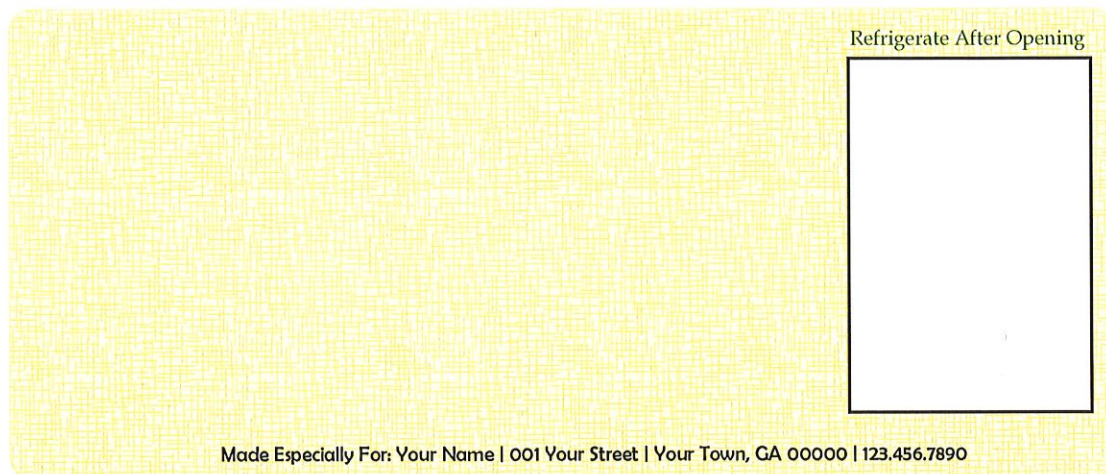 Refrigerate After Opening
Made Especially For: Your Name | 001 Your Street | Your Town, GA 00000 | 123.456.7890